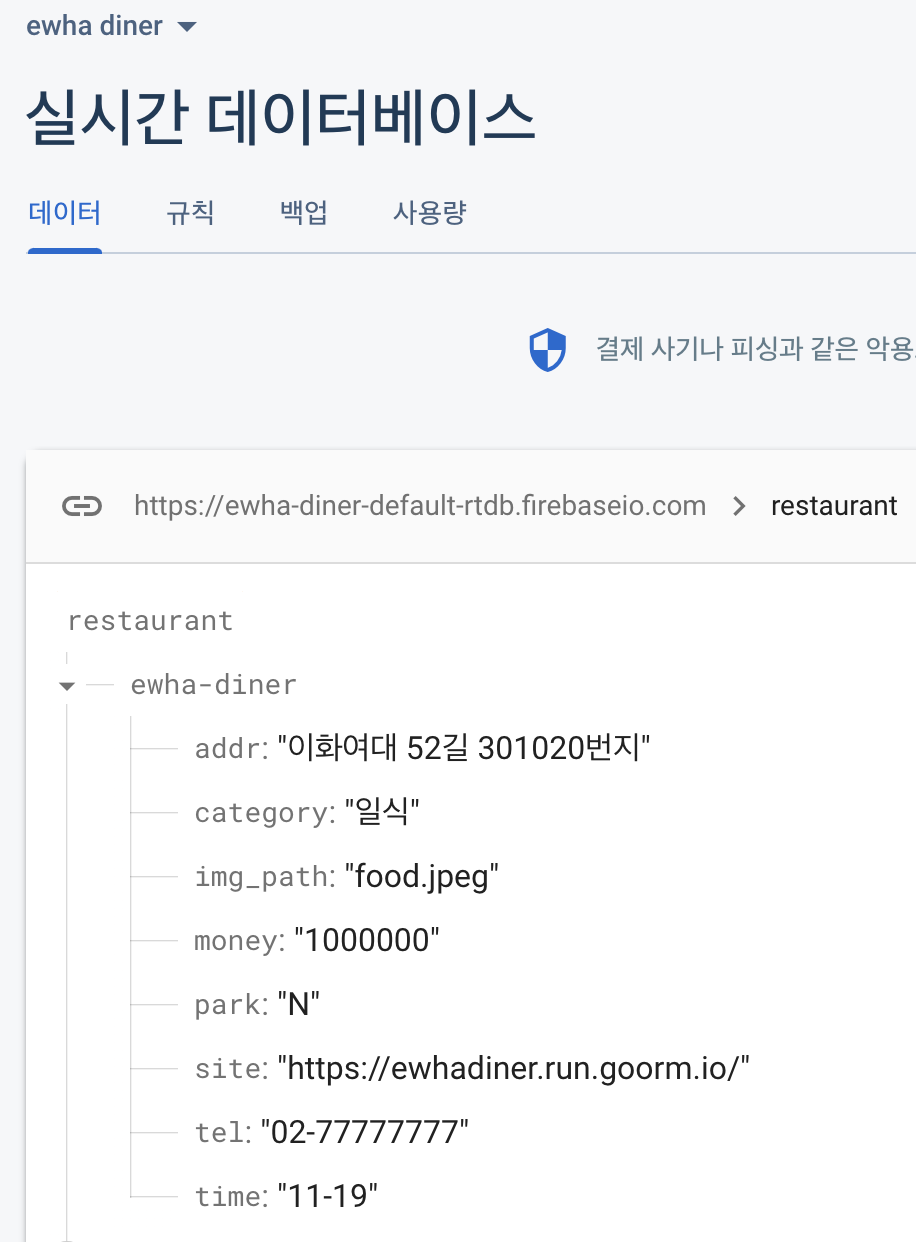 ewha diner
실시간 데이터베이스
데이터 규칙 백업 사용량
결제 사기나 피싱과 같은 악용
https://ewha-diner-default-rtdb.firebaseio.com > restaurant
restaurant
ewha-diner
addr: "이화여대 52길 301020번지"
category: "일식"
img_path: "food.jpeg"
money: "1000000"
park: "N"
site: "https://ewhadiner.run.goorm.io/"
tel: "02-77777777"
time: "11-19"